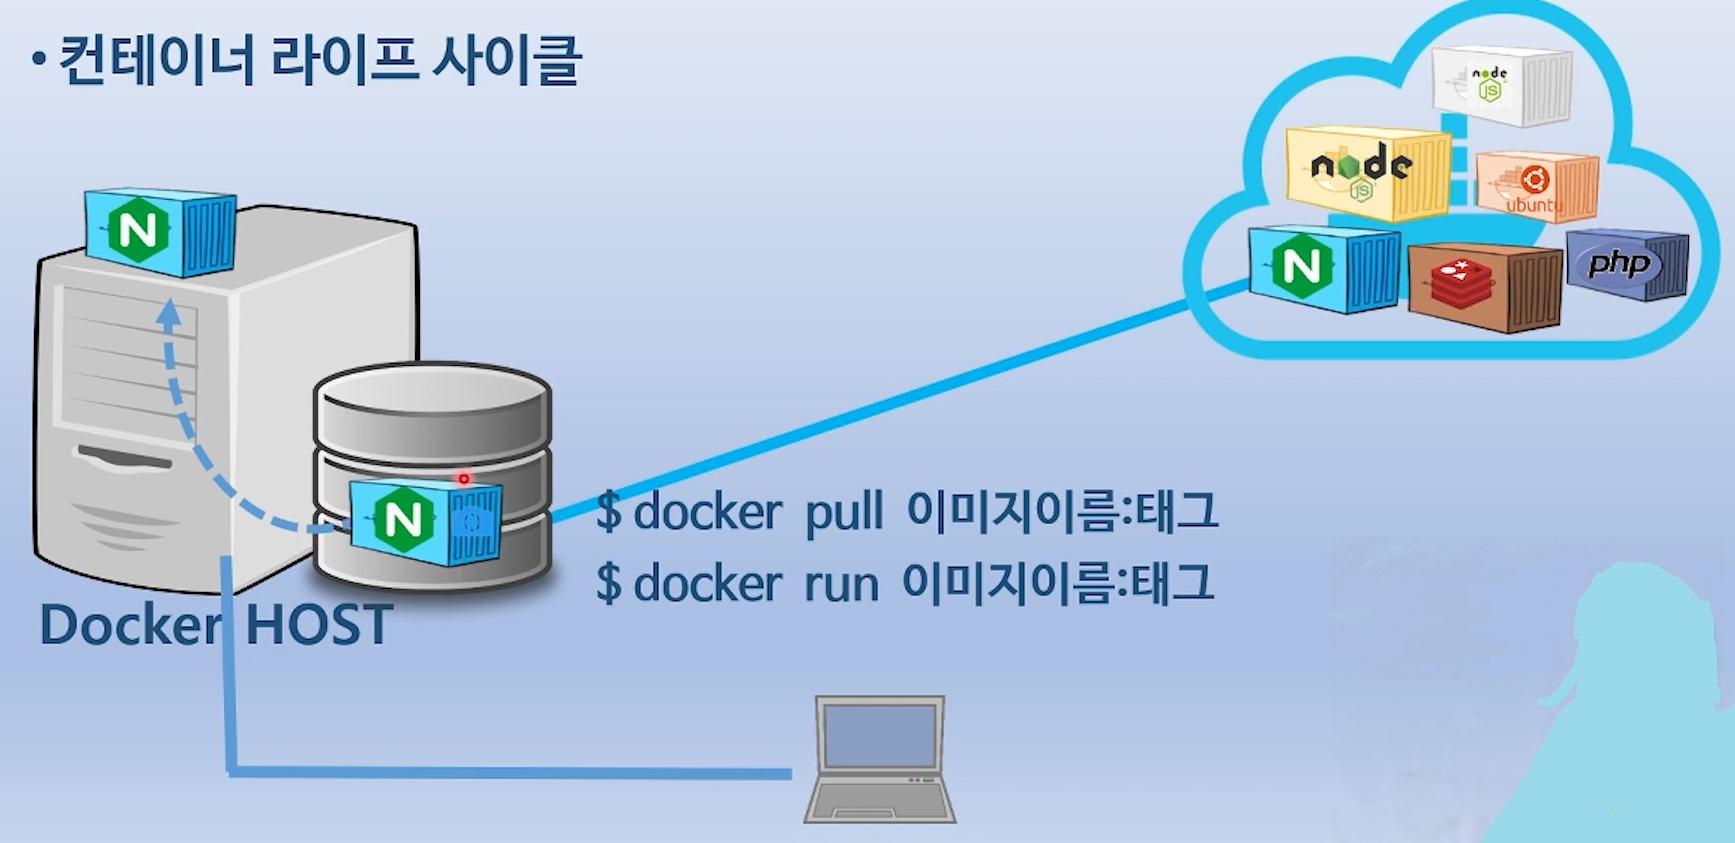 • 컨테이너 라이프 사이클
node
JS
node
JS
ubuntu
N
N
php
N
$ docker pull 이미지이름:태그
$ docker run 이미지이름:태그
Docker HOST